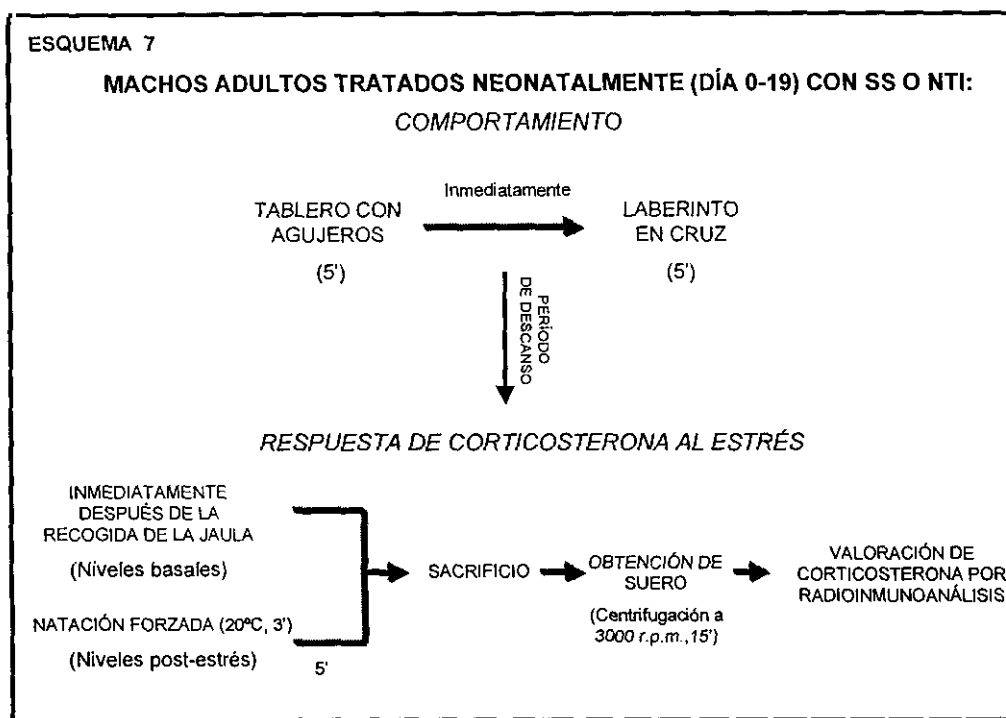 ESQUEMA 7
MACHOS ADULTOS TRATADOS NEONATALMENTE (DÍA 0-19) CON SS O NTI:
COMPORTAMIENTO
TABLERO CON
AGUJEROS
(5')
Inmediatamente
LABERINTO
EN CRUZ
(5')
PERÍODO
DE DESCANSO
RESPUESTA DE CORTICOSTERONA AL ESTRÉS
INMEDIATAMENTE
DESPUÉS DE LA
RECOGIDA DE LA JAULA
(Níveles basales)
NATACIÓN FORZADA (20ºC, 3')
(Niveles post-estrés)
5'
SACRIFICIO
OBTENCIÓN DE
SUERO
(Centrifugación a
3000 r.p.m.,15')
VALORACIÓN DE
CORTICOSTERONA POR
RADIOINMUNOANÁLISIS